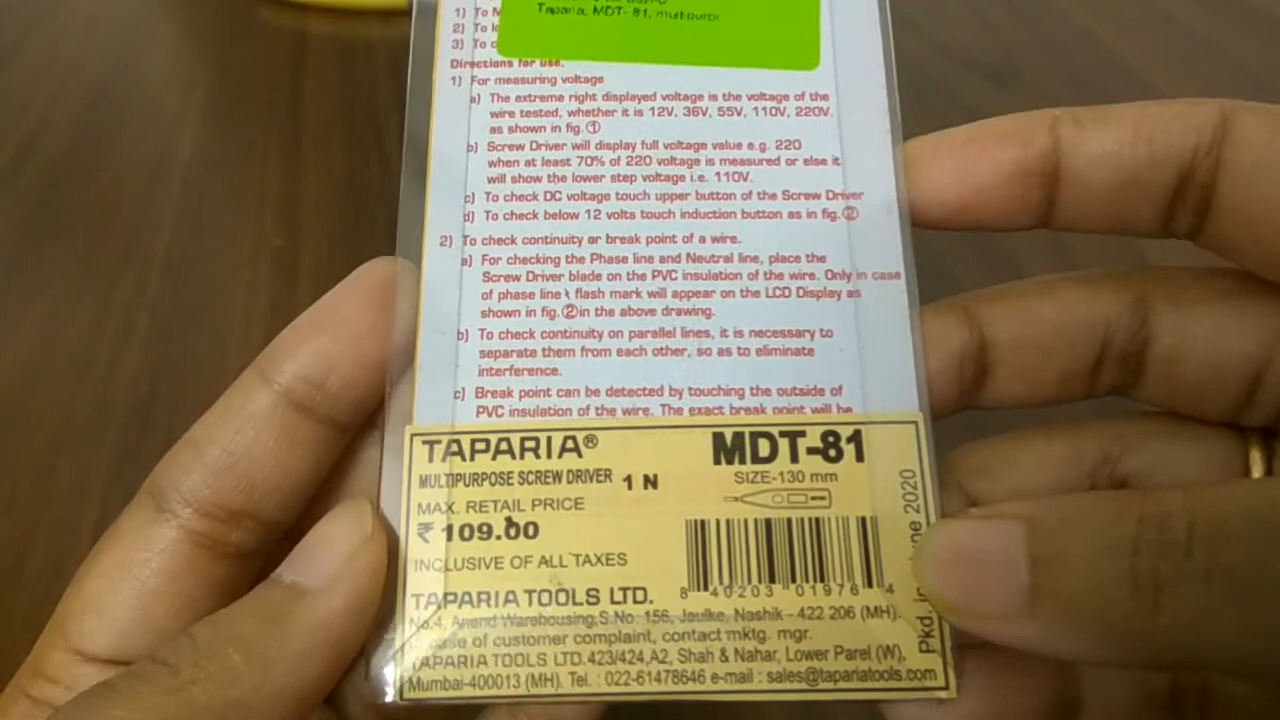 Taparia, MDT- 81, multipurp
1) To M
2) To
3) To
Directions for use.
1) For measuring voltage
a) The extreme right displayed voltage is the voltage of the
wire tested, whether it is 12V, 36V, 55V, 110V, 220V.
as shown in fig.①
b) Screw Driver will display full voltage value e.g. 220
when at least 70% of 220 voltage is measured or else it
will show the lower step voltage i.e. 110V.
c) To check DC voltage touch upper button of the Screw Driver
d) To check below 12 volts touch induction button as in fig.②
2) To check continuity or break point of a wire.
a) For checking the Phase line and Neutral line, place the
Screw Driver blade on the PVC insulation of the wire. Only in case
of phase line flash mark will appear on the LCD Display as
shown in fig.②in the above drawing.
b) To check continuity on parallel lines, it is necessary to
separate them from each other, so as to eliminate
interference.
c) Break point can be detected by touching the outside of
PVC insulation of the wire. The exact break point will be
TAPARIA® MDT-81
MULTIPURPOSE SCREW DRIVER 1 N SIZE-130 mm
MAX. RETAIL PRICE
₹109.00
INCLUSIVE OF ALL TAXES
8 40203 01976 4
TAPARIA TOOLS LTD.
No.4, Anand Warehousing,S.No. 156, Jaulke, Nashik - 422 206 (MH).
of customer complaint, contact mktg. mgr.
TAPARIA TOOLS LTD.423/424,A2, Shah & Nahar, Lower Parel (W),
Mumbai-400013 (MH). Tel. : 022-61478646 e-mail : sales@tapariatools.com
Pkd. in ne 2020